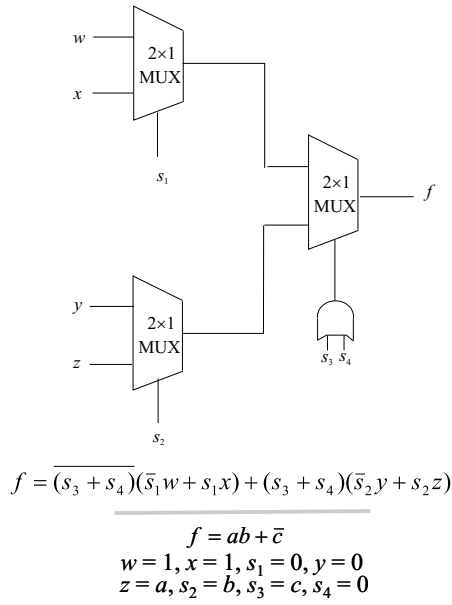 w
2×1
MUX
x
s₁
2×1
MUX
f
y
2×1
MUX
z
s₃ s₄
s₂
f = \overline{(s₃ + s₄)}(s̄₁w + s₁x) + (s₃ + s₄)(s̄₂y + s₂z)
f = ab + c̄
w = 1, x = 1, s₁ = 0, y = 0
z = a, s₂ = b, s₃ = c, s₄ = 0